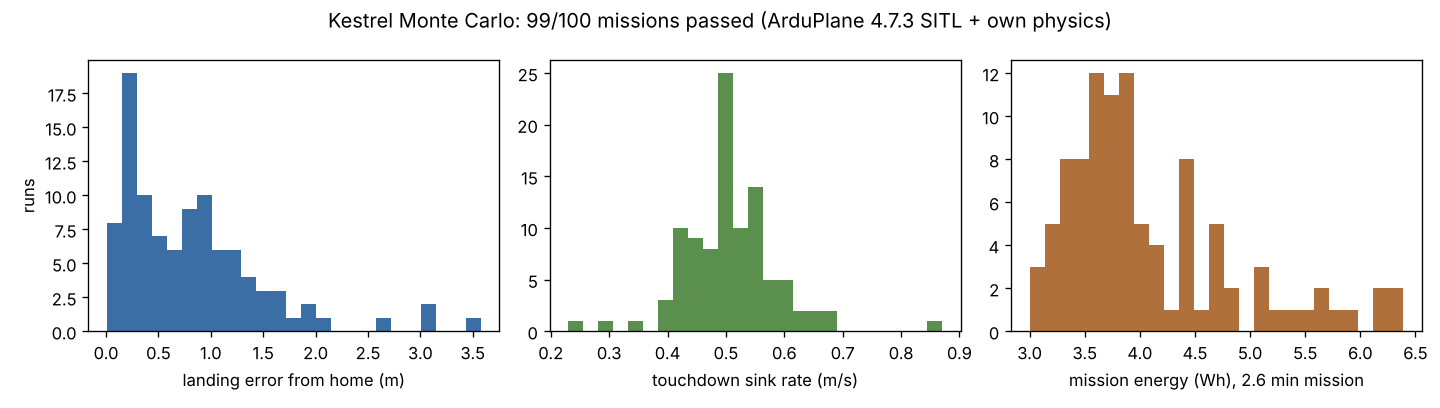 Kestrel Monte Carlo: 99/100 missions passed (ArduPlane 4.7.3 SITL + own physics)
runs
17.5
15.0
12.5
10.0
7.5
5.0
2.5
0.0
0.0 0.5 1.0 1.5 2.0 2.5 3.0 3.5
landing error from home (m)
25
20
15
10
5
0
0.2 0.3 0.4 0.5 0.6 0.7 0.8 0.9
touchdown sink rate (m/s)
12
10
8
6
4
2
0
3.0 3.5 4.0 4.5 5.0 5.5 6.0 6.5
mission energy (Wh), 2.6 min mission